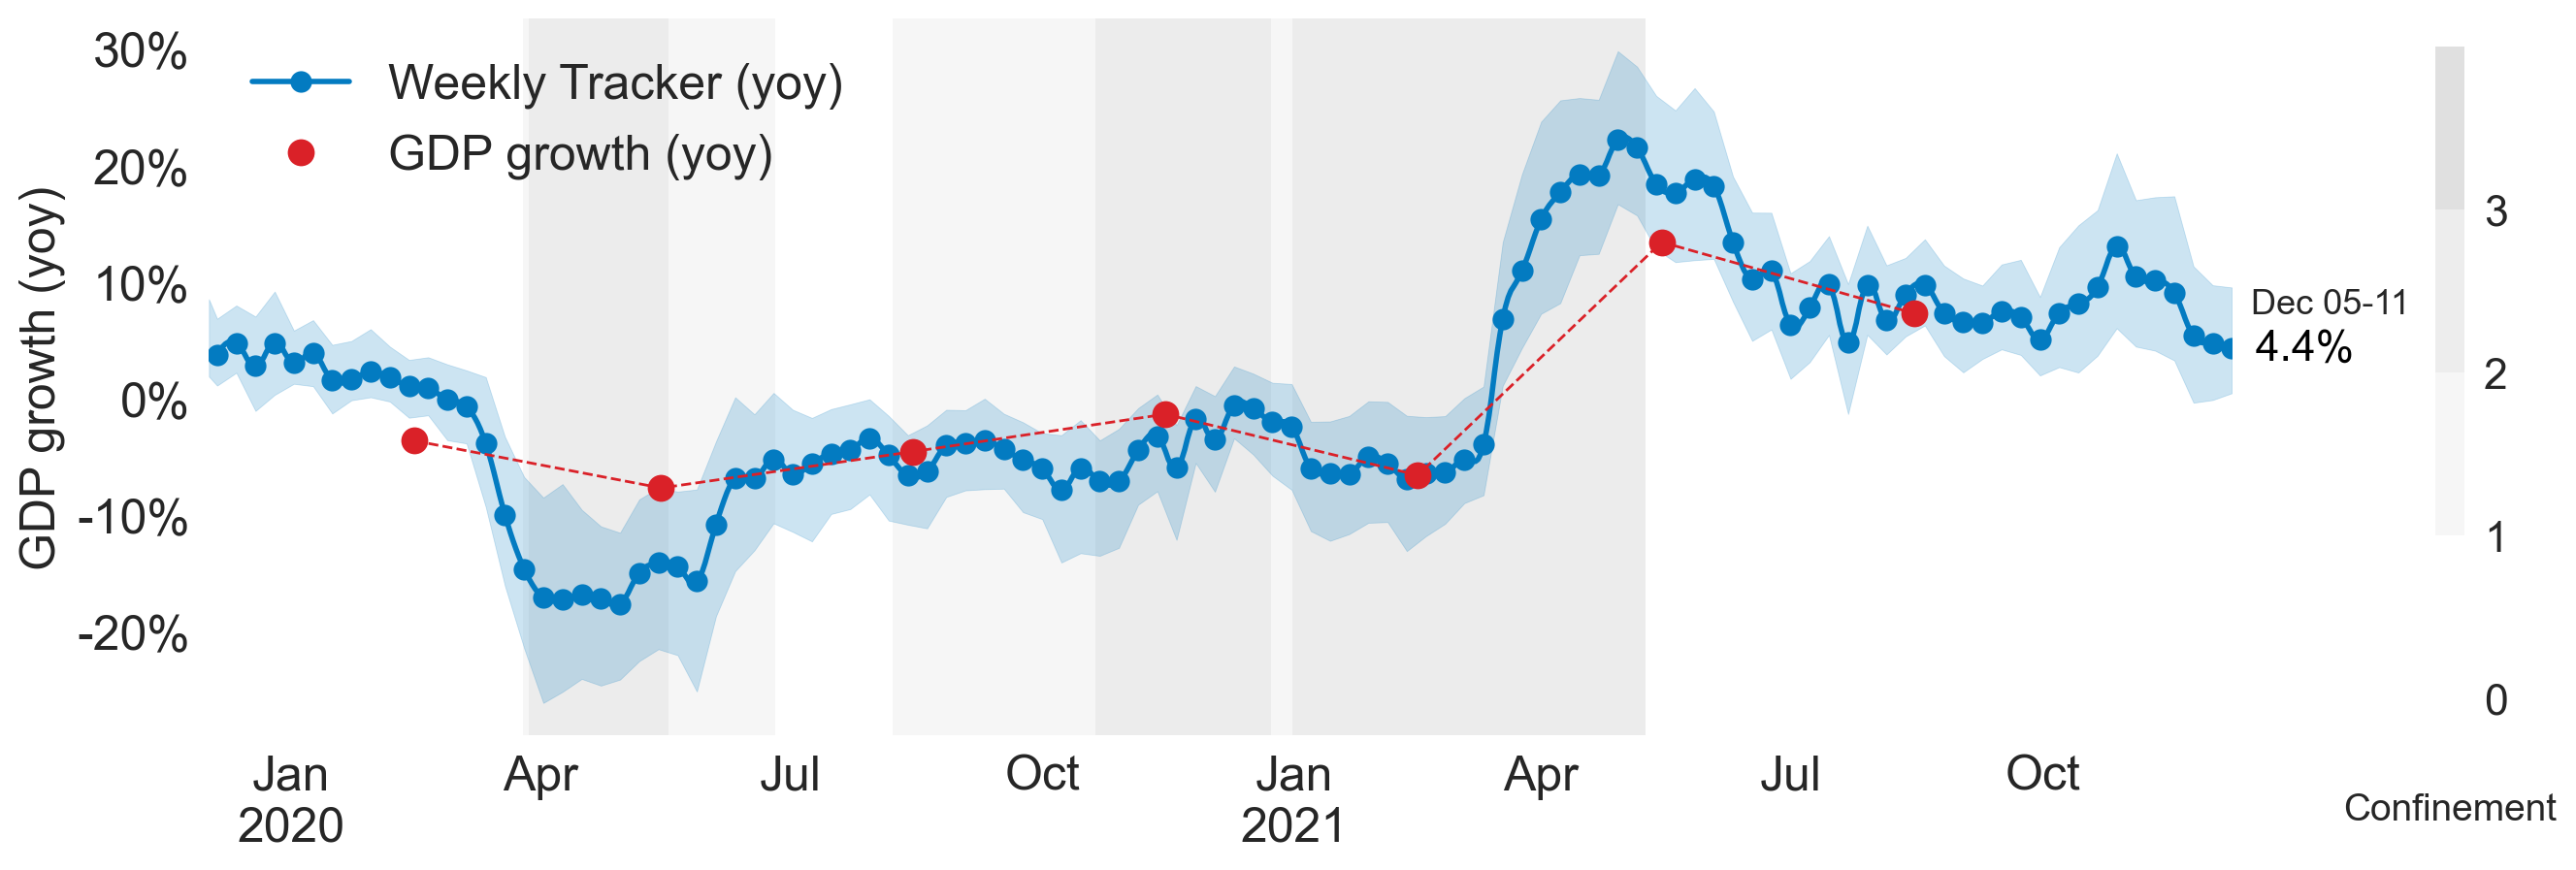 30%
20%
10%
0%
-10%
-20%
GDP growth (yoy)
Weekly Tracker (yoy)
GDP growth (yoy)
Dec 05-11
4.4%
3
2
1
0
Confinement
Jan
2020
Apr
Jul
Oct
Jan
2021
Apr
Jul
Oct